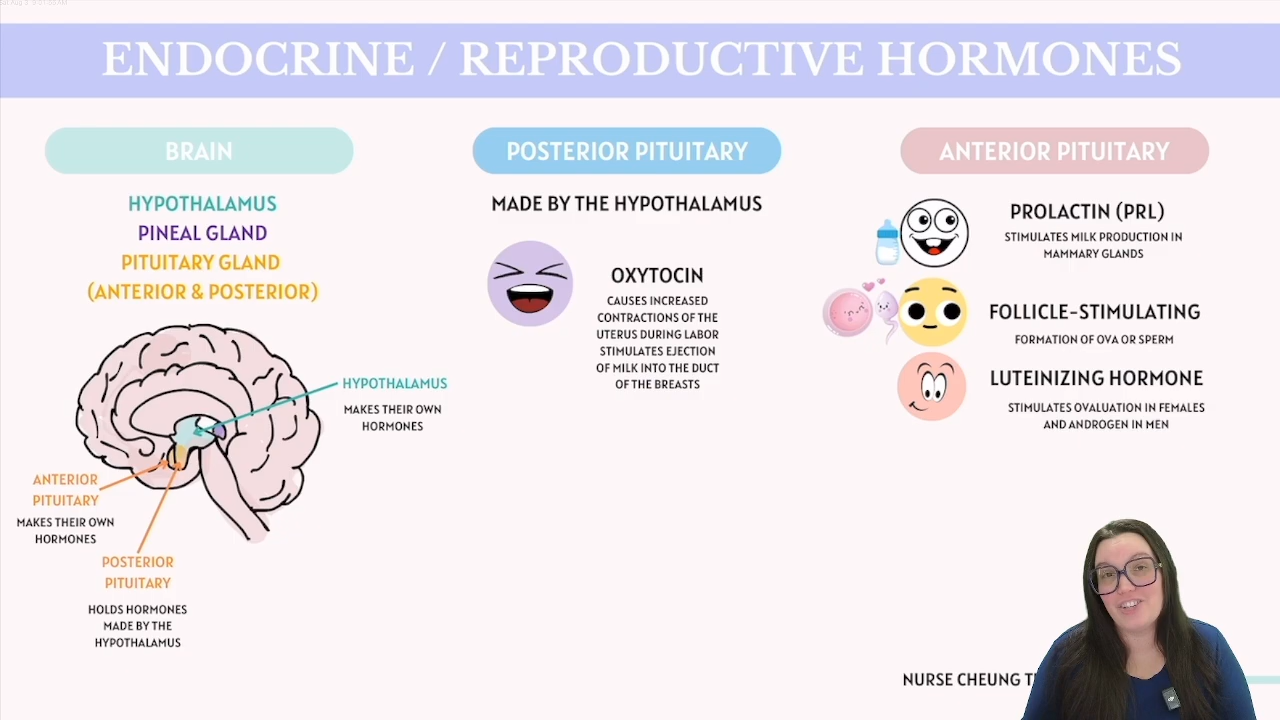 ENDOCRINE / REPRODUCTIVE HORMONES
BRAIN
HYPOTHALAMUS
PINEAL GLAND
PITUITARY GLAND
(ANTERIOR & POSTERIOR)
HYPOTHALAMUS
MAKES THEIR OWN
HORMONES
ANTERIOR
PITUITARY
MAKES THEIR OWN
HORMONES
POSTERIOR
PITUITARY
HOLDS HORMONES
MADE BY THE
HYPOTHALAMUS
POSTERIOR PITUITARY
MADE BY THE HYPOTHALAMUS
OXYTOCIN
CAUSES INCREASED
CONTRACTIONS OF THE
UTERUS DURING LABOR
STIMULATES EJECTION
OF MILK INTO THE DUCT
OF THE BREASTS
ANTERIOR PITUITARY
PROLACTIN (PRL)
STIMULATES MILK PRODUCTION IN
MAMMARY GLANDS
FOLLICLE-STIMULATING
FORMATION OF OVA OR SPERM
LUTEINIZING HORMONE
STIMULATES OVALUATION IN FEMALES
AND ANDROGEN IN MEN
NURSE CHEUNG